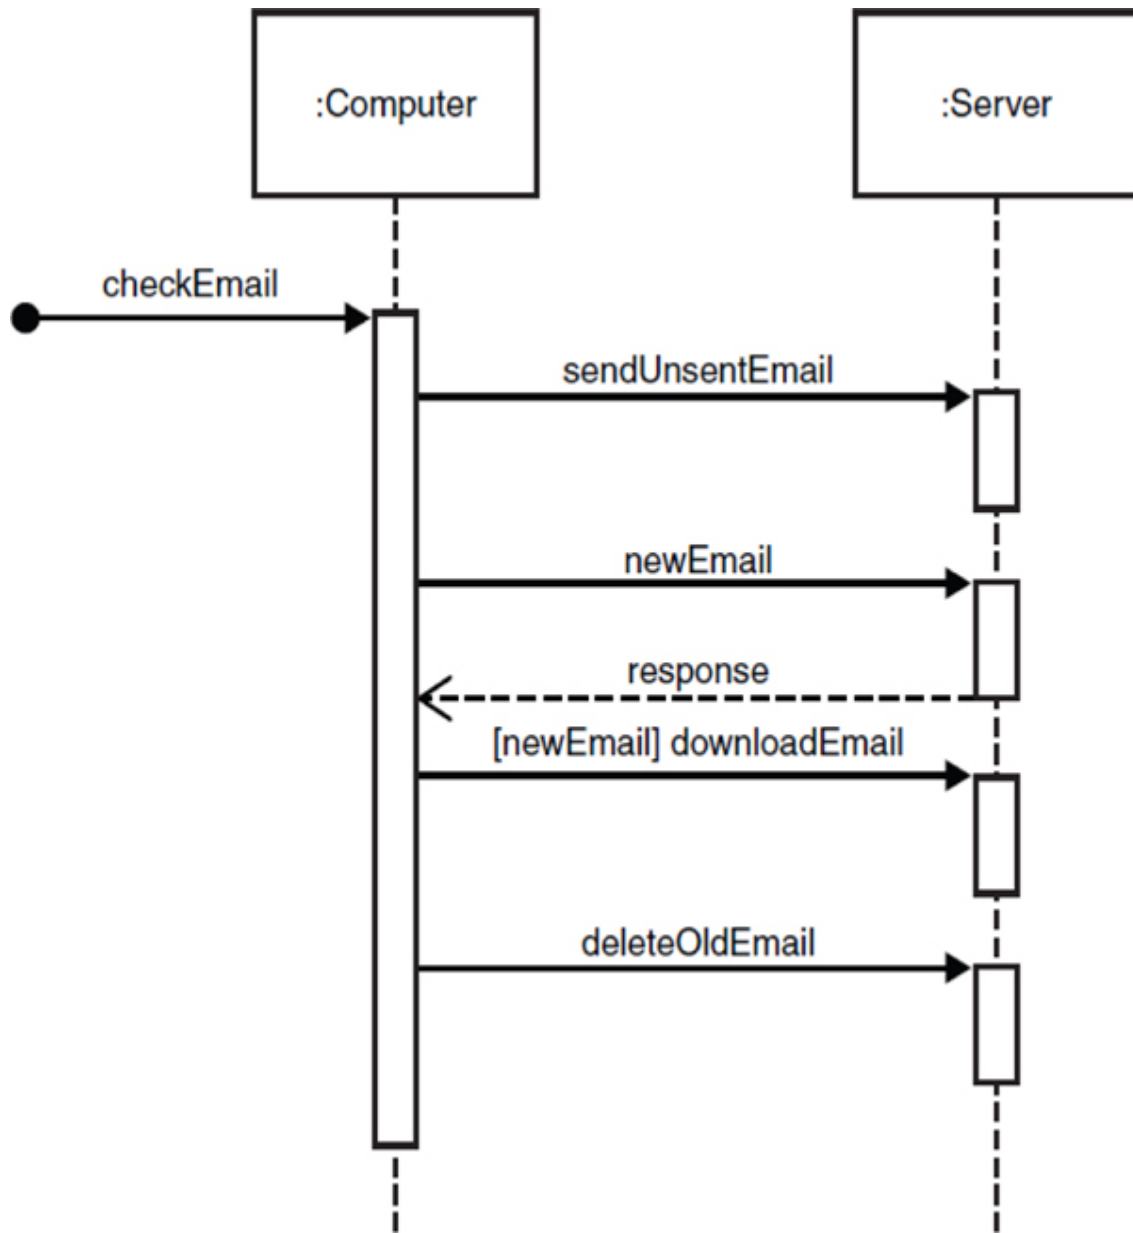 :Computer
:Server
checkEmail
sendUnsentEmail
newEmail
response
[newEmail] downloadEmail
deleteOldEmail